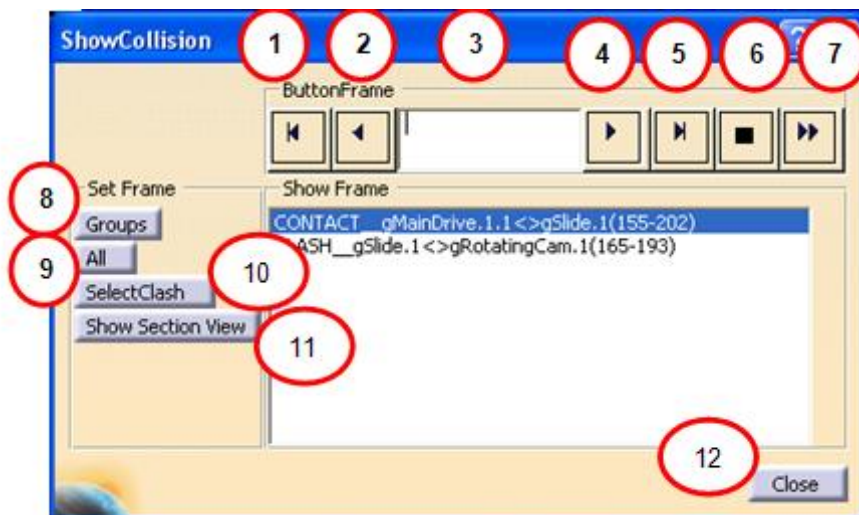 ShowCollision
1
2
3
4
5
6
7
ButtonFrame
8
Set Frame
Groups
9
All
10
SelectClash
11
Show Section View
Show Frame
CONTACT__gMainDrive.1.1<>gSlide.1(155-202)
ASH__gSlide.1<>gRotatingCam.1(165-193)
12
Close